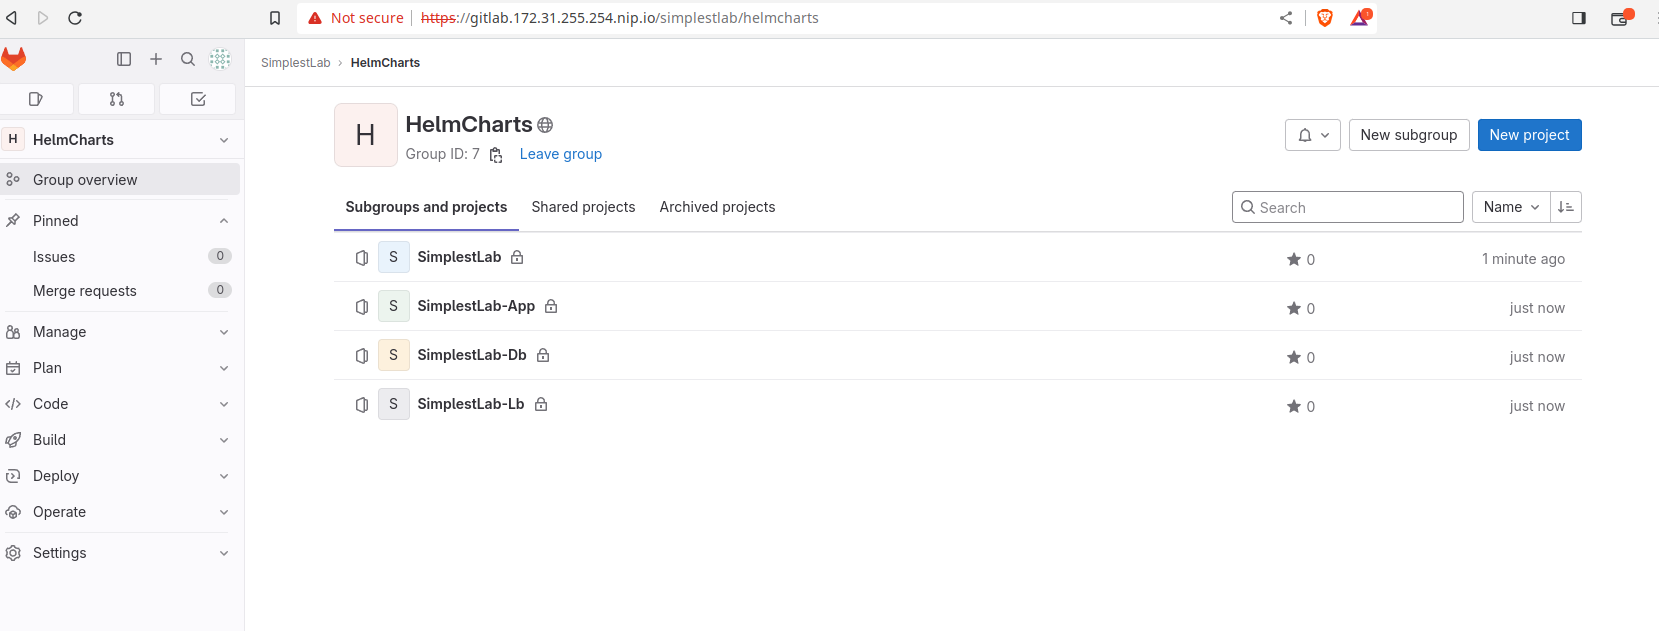 Not secure https://gitlab.172.31.255.254.nip.io/simplestlab/helmcharts
SimplestLab › HelmCharts
H HelmCharts
Group overview
Pinned
Issues 0
Merge requests 0
Manage
Plan
Code
Build
Deploy
Operate
Settings
H
HelmCharts
Group ID: 7 Leave group
New subgroup New project
Subgroups and projects Shared projects Archived projects
Search Name
S SimplestLab 0 1 minute ago
S SimplestLab-App 0 just now
S SimplestLab-Db 0 just now
S SimplestLab-Lb 0 just now